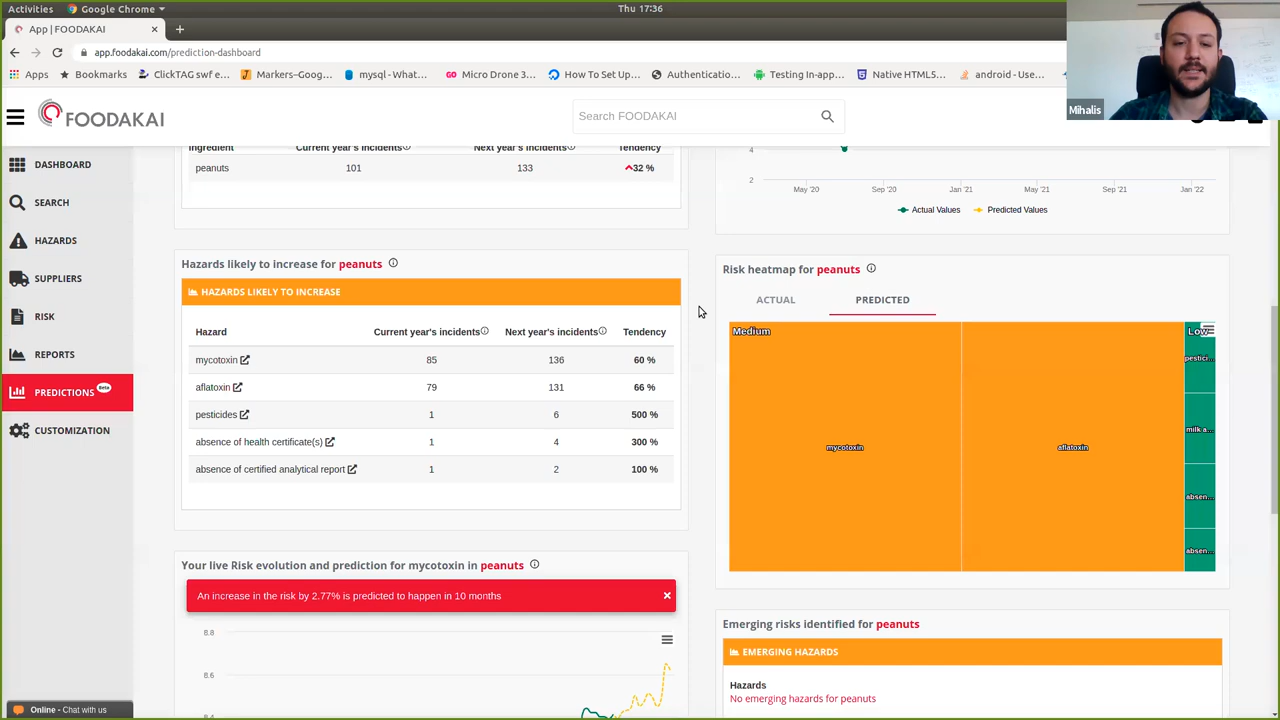 Activities
Google Chrome
Thu 17:36
App | FOODAKAI
app.foodakai.com/prediction-dashboard
Apps
Bookmarks
ClickTAG swf e...
Markers–Goog...
mysql - What...
Micro Drone 3...
How To Set Up...
Authenticatio...
Testing In-app...
Native HTML5...
android - Use...
Mihalis
FOODAKAI
Search FOODAKAI
DASHBOARD
SEARCH
HAZARDS
SUPPLIERS
RISK
REPORTS
PREDICTIONS Beta
CUSTOMIZATION
Ingredient Current year's incidents Next year's incidents Tendency
peanuts 101 133 32 %
4
2
May '20 Sep '20 Jan '21 May '21 Sep '21 Jan '22
Actual Values Predicted Values
Hazards likely to increase for peanuts
HAZARDS LIKELY TO INCREASE
Hazard Current year's incidents Next year's incidents Tendency
mycotoxin 85 136 60 %
aflatoxin 79 131 66 %
pesticides 1 6 500 %
absence of health certificate(s) 1 4 300 %
absence of certified analytical report 1 2 100 %
Risk heatmap for peanuts
ACTUAL PREDICTED
Medium
mycotoxin
aflatoxin
pestici...
milk a...
absen...
absen...
Your live Risk evolution and prediction for mycotoxin in peanuts
An increase in the risk by 2.77% is predicted to happen in 10 months
8.8
8.6
Emerging risks identified for peanuts
EMERGING HAZARDS
Hazards
No emerging hazards for peanuts
Online - Chat with us